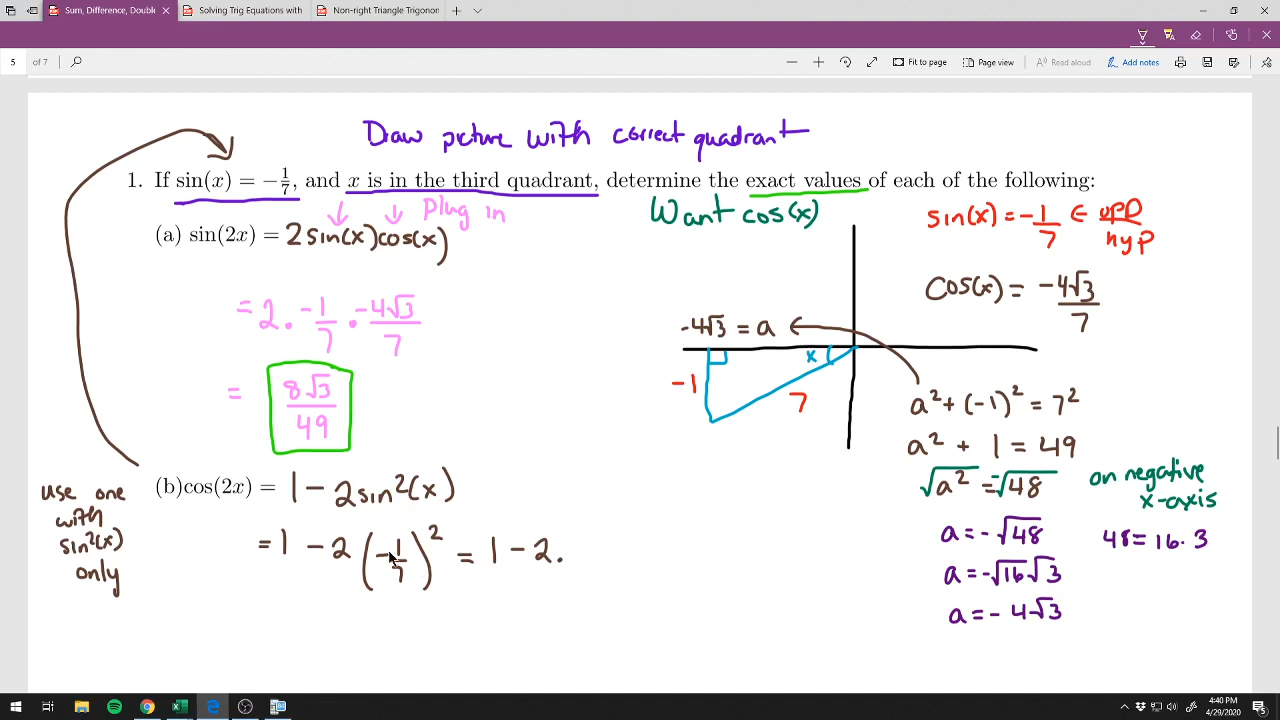 Sum, Difference, Double
Solving Trig Equations with
Non-right Triangle Trigonom
5 of 7
Fit to page
Page view
Read aloud
Add notes
Draw picture with correct quadrant
1. If sin(x) = −1/7, and x is in the third quadrant, determine the exact values of each of the following:
Plug in
(a) sin(2x) = 2sin(x)cos(x)
= 2 · -1/7 · -4√3/7
= 8√3/49
Want cos(x)
sin(x) = -1/7 ← opp/hyp
cos(x) = -4√3/7
-4√3 = a
x
-1
7
a² + (-1)² = 7²
a² + 1 = 49
√a² = -√48
on negative
x-axis
a = -√48
48 = 16 · 3
a = -√16 √3
a = - 4√3
(b) cos(2x) = 1 - 2sin²(x)
= 1 - 2(-1/7)² = 1 - 2 .
use one
with
sin²(x)
only
4:40 PM
4/29/2020